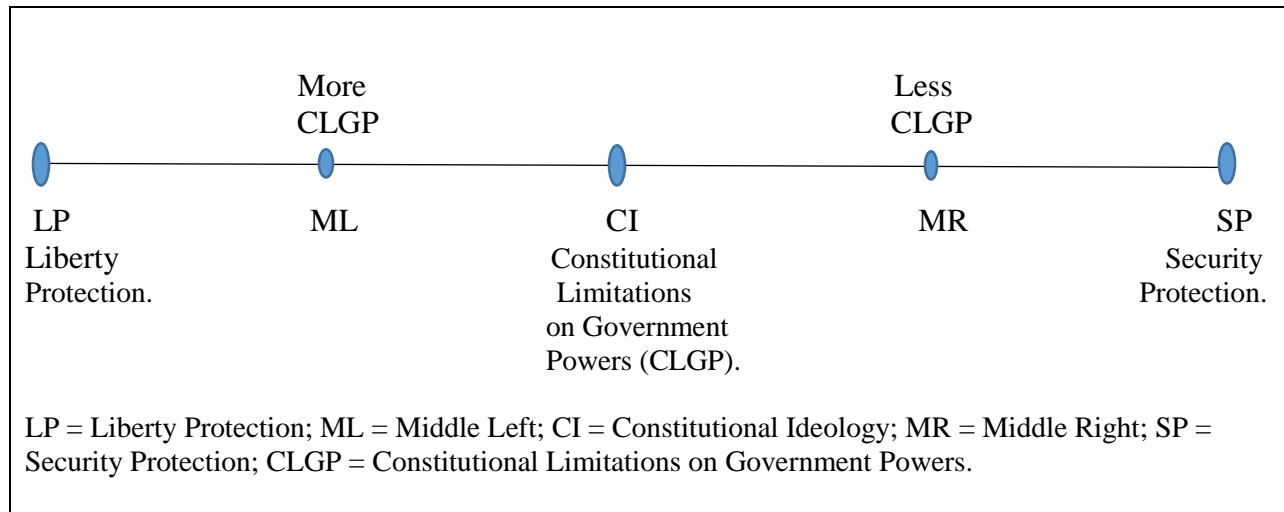 More Less
CLGP CLGP
LP ML CI MR SP
Liberty Constitutional Security
Protection. Limitations Protection.
on Government
Powers (CLGP).
LP = Liberty Protection; ML = Middle Left; CI = Constitutional Ideology; MR = Middle Right; SP =
Security Protection; CLGP = Constitutional Limitations on Government Powers.